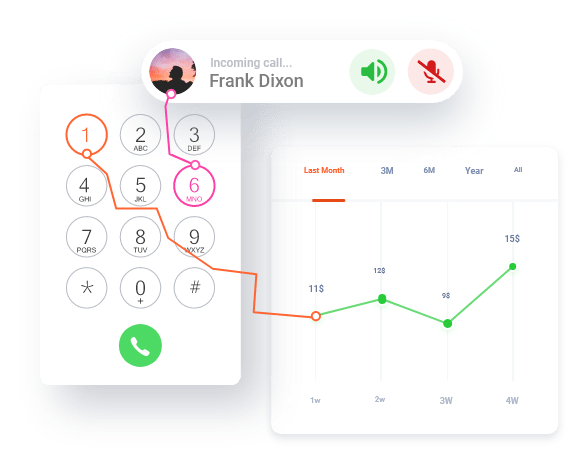 Incoming call...
Frank Dixon
1
2
ABC
3
DEF
4
GHI
5
JKL
6
MNO
7
PQRS
8
TUV
9
WXYZ
*
0
+
#
Last Month 3M 6M Year All
11$ 12$ 9$ 15$
1w 2w 3W 4W